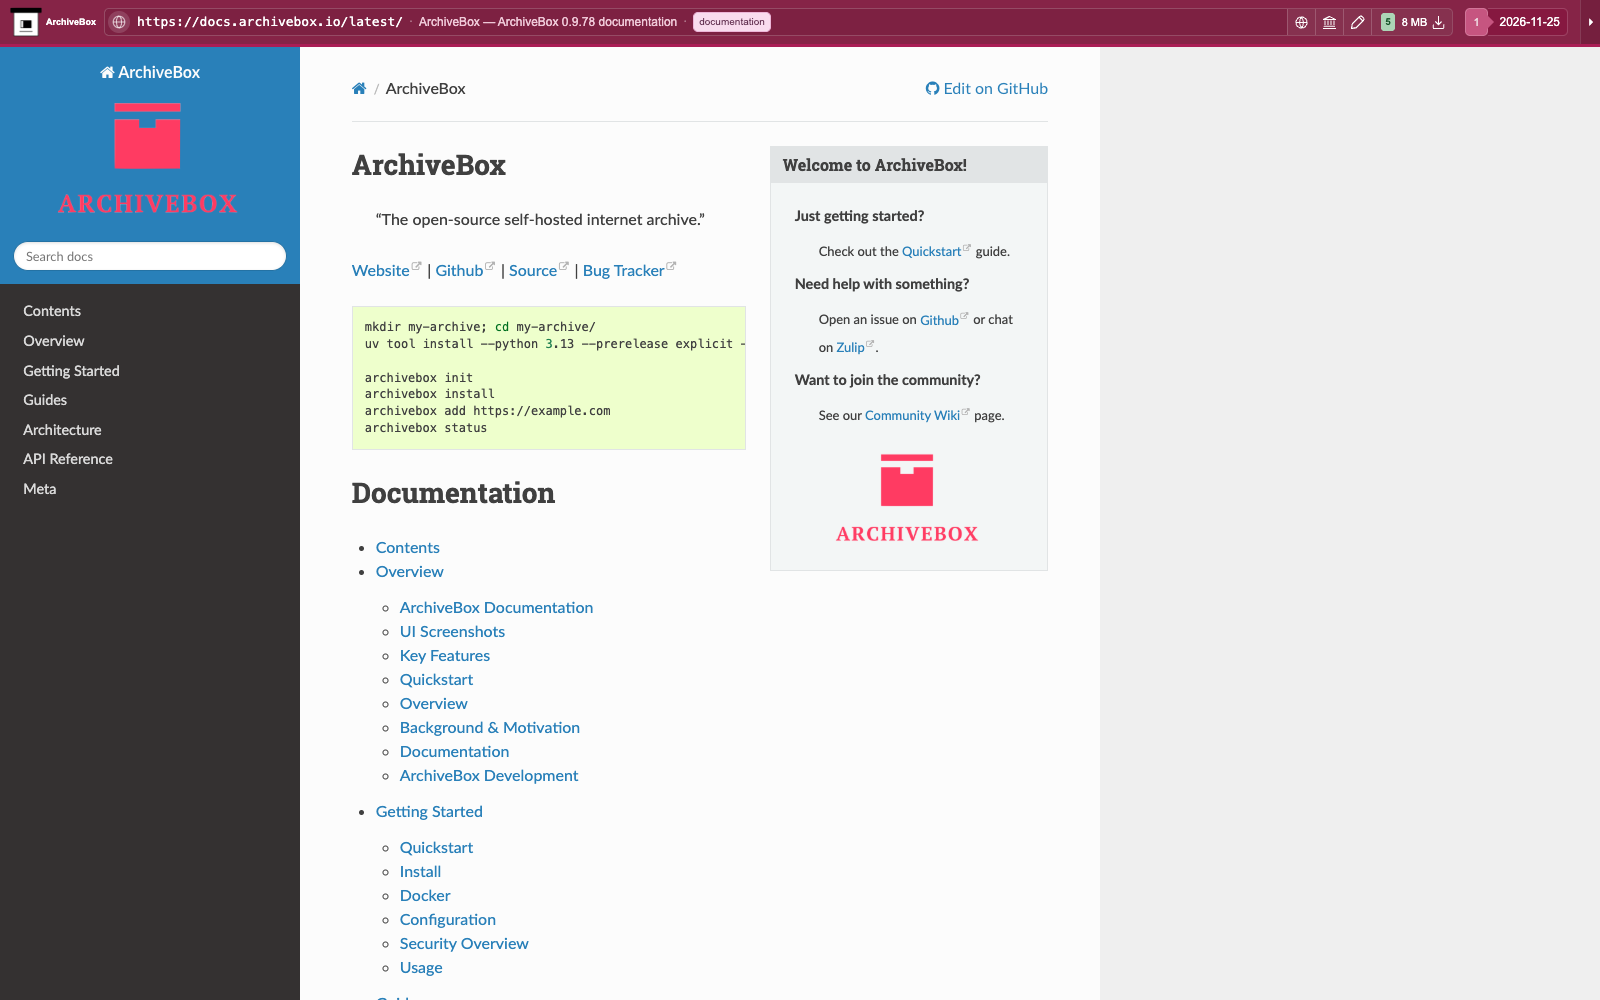 ArchiveBox
https://docs.archivebox.io/latest/ · ArchiveBox — ArchiveBox 0.9.78 documentation · documentation
5 8 MB
1 2026-11-25
ArchiveBox
ARCHIVEBOX
Search docs
Contents
Overview
Getting Started
Guides
Architecture
API Reference
Meta
/ ArchiveBox
Edit on GitHub
ArchiveBox
“The open-source self-hosted internet archive.”
Website | Github | Source | Bug Tracker
mkdir my-archive; cd my-archive/
uv tool install --python 3.13 --prerelease explicit -
archivebox init
archivebox install
archivebox add https://example.com
archivebox status
Welcome to ArchiveBox!
Just getting started?
Check out the Quickstart guide.
Need help with something?
Open an issue on Github or chat
on Zulip.
Want to join the community?
See our Community Wiki page.
ARCHIVEBOX
Documentation
Contents
Overview
ArchiveBox Documentation
UI Screenshots
Key Features
Quickstart
Overview
Background & Motivation
Documentation
ArchiveBox Development
Getting Started
Quickstart
Install
Docker
Configuration
Security Overview
Usage